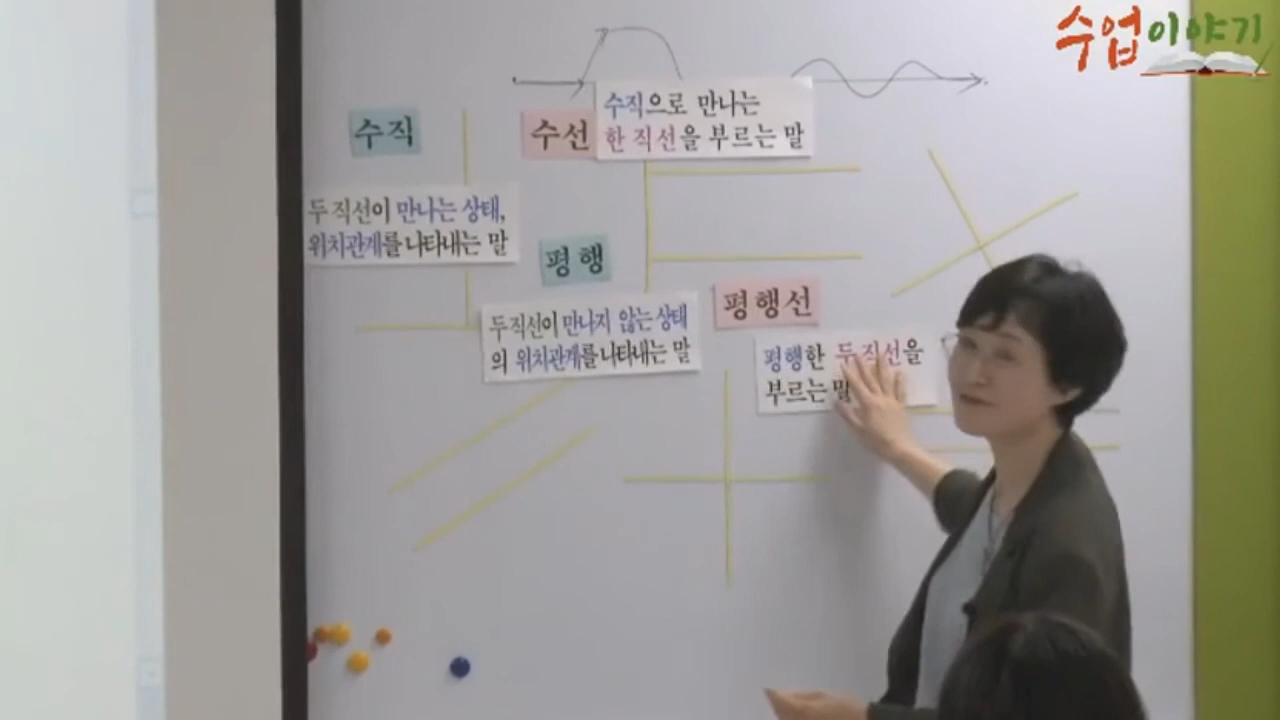 수업이야기
수직
수선
수직으로 만나는
한 직선을 부르는 말
두 직선이 만나는 상태,
위치관계를 나타내는 말
평행
두 직선이 만나지 않는 상태
의 위치관계를 나타내는 말
평행선
평행한 두 직선을
부르는 말